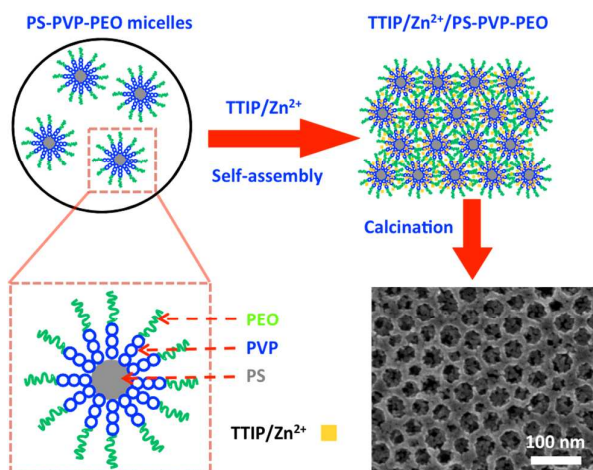 PS-PVP-PEO micelles
TTIP/Zn²⁺/PS-PVP-PEO
TTIP/Zn²⁺
Self-assembly
Calcination
PEO
PVP
PS
TTIP/Zn²⁺
100 nm